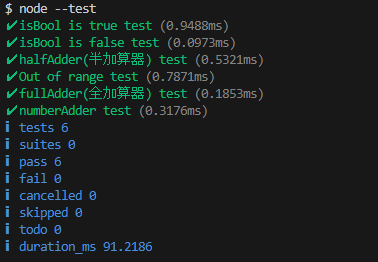 $ node --test
✔ isBool is true test (0.9488ms)
✔ isBool is false test (0.0973ms)
✔ halfAdder(半加算器) test (0.5321ms)
✔ Out of range test (0.7871ms)
✔ fullAdder(全加算器) test (0.1853ms)
✔ numberAdder test (0.3176ms)
ℹ tests 6
ℹ suites 0
ℹ pass 6
ℹ fail 0
ℹ cancelled 0
ℹ skipped 0
ℹ todo 0
ℹ duration_ms 91.2186